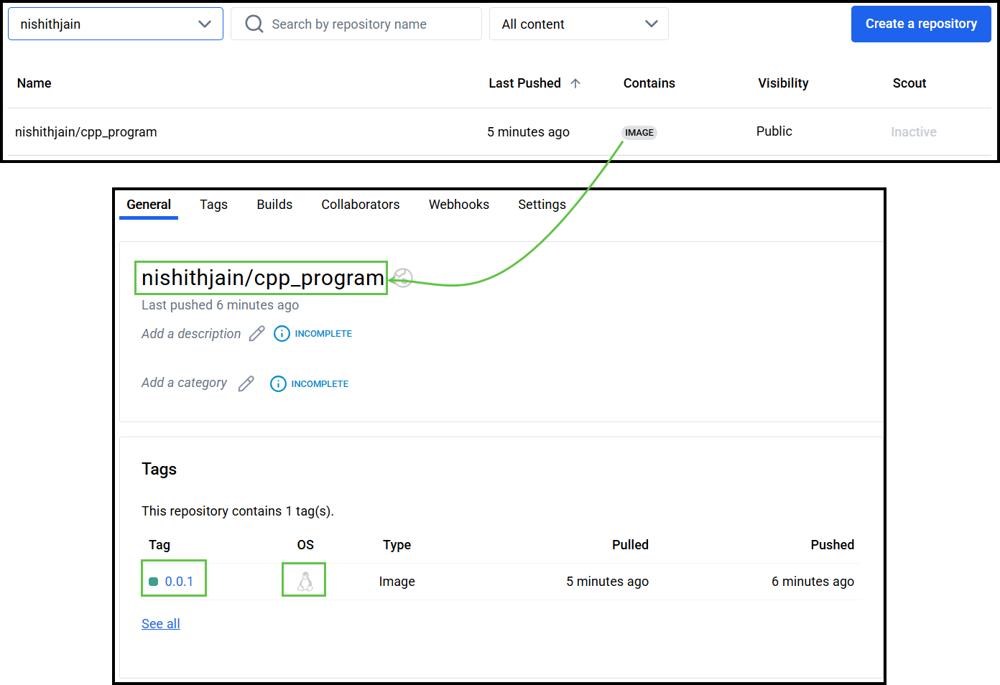 nishithjain Search by repository name All content Create a repository
Name Last Pushed Contains Visibility Scout
nishithjain/cpp_program 5 minutes ago IMAGE Public Inactive
General Tags Builds Collaborators Webhooks Settings
nishithjain/cpp_program
Last pushed 6 minutes ago
Add a description INCOMPLETE
Add a category INCOMPLETE
Tags
This repository contains 1 tag(s).
Tag OS Type Pulled Pushed
0.0.1 Image 5 minutes ago 6 minutes ago
See all